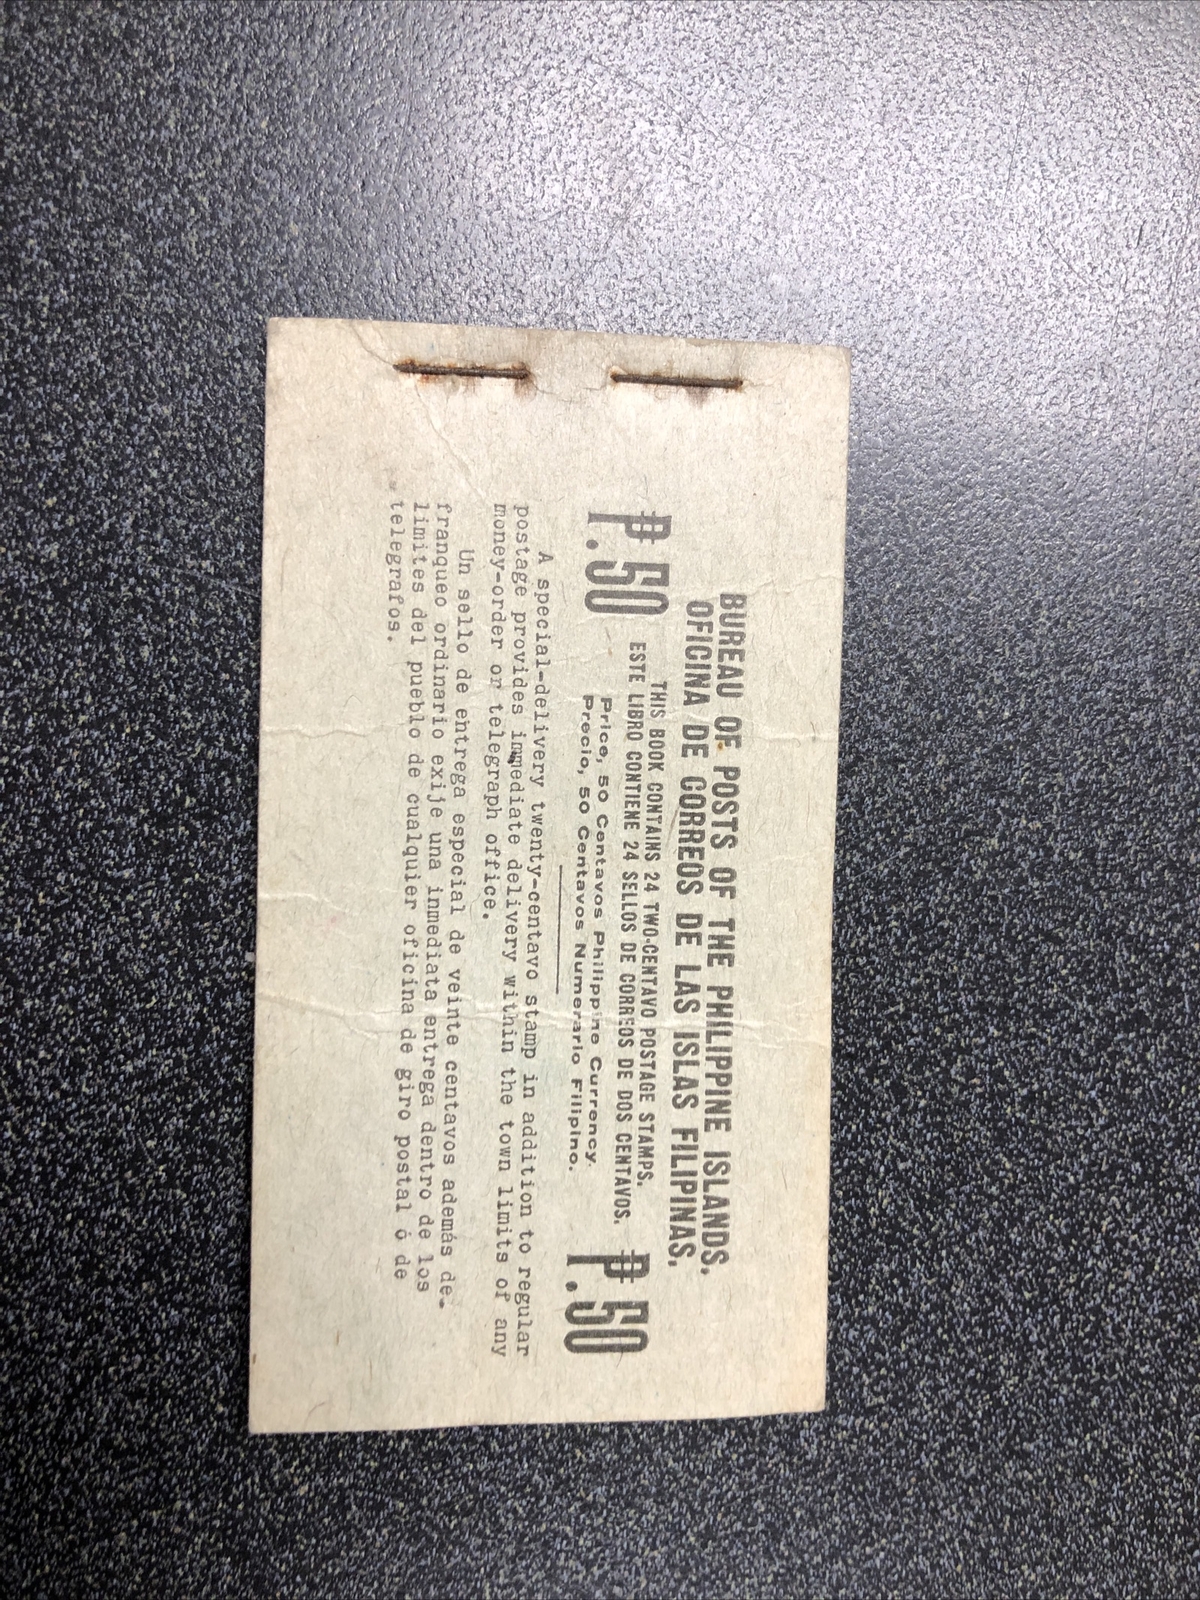 BUREAU OF POSTS OF THE PHILIPPINE ISLANDS.
OFICINA DE CORREOS DE LAS ISLAS FILIPINAS.
₱.50 ₱.50
THIS BOOK CONTAINS 24 TWO-CENTAVO POSTAGE STAMPS.
ESTE LIBRO CONTIENE 24 SELLOS DE CORREOS DE DOS CENTAVOS.
Price, 50 Centavos Philippine Currency.
Precio, 50 Centavos Numerario Filipino.
A special-delivery twenty-centavo stamp in addition to regular
postage provides immediate delivery within the town limits of any
money-order or telegraph office.
Un sello de entrega especial de veinte centavos además de
franqueo ordinario exije una inmediata entrega dentro de los
limites del pueblo de cualquier oficina de giro postal ó de
telegrafos.